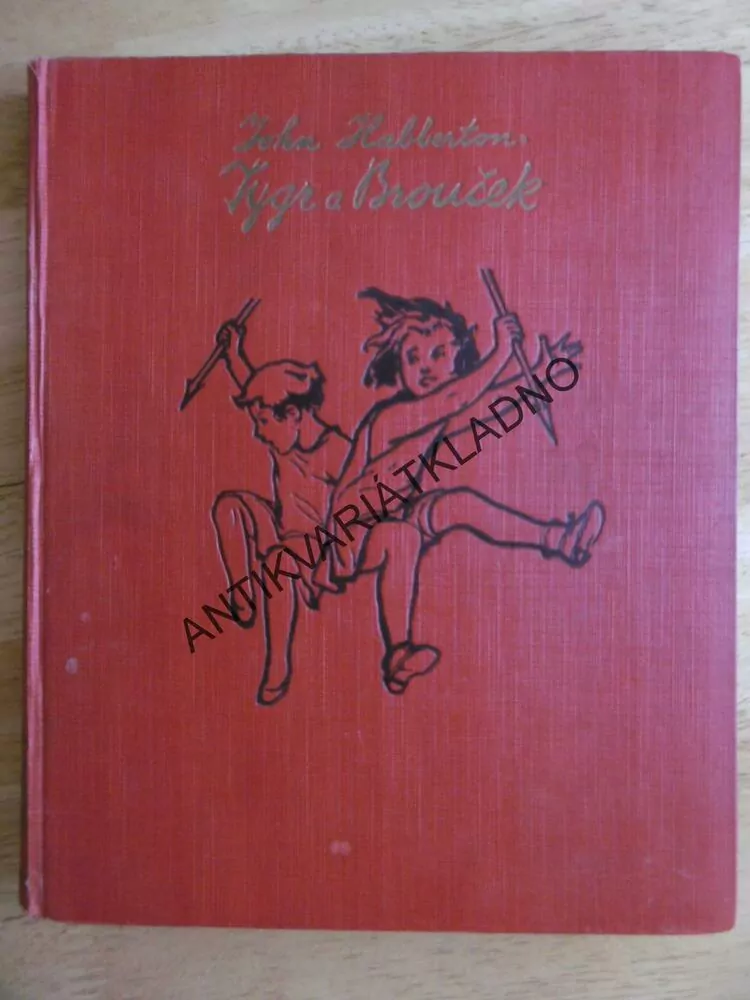 John Habberton.
Tygr a Brouček
ANTIKVARIÁTKLADNO